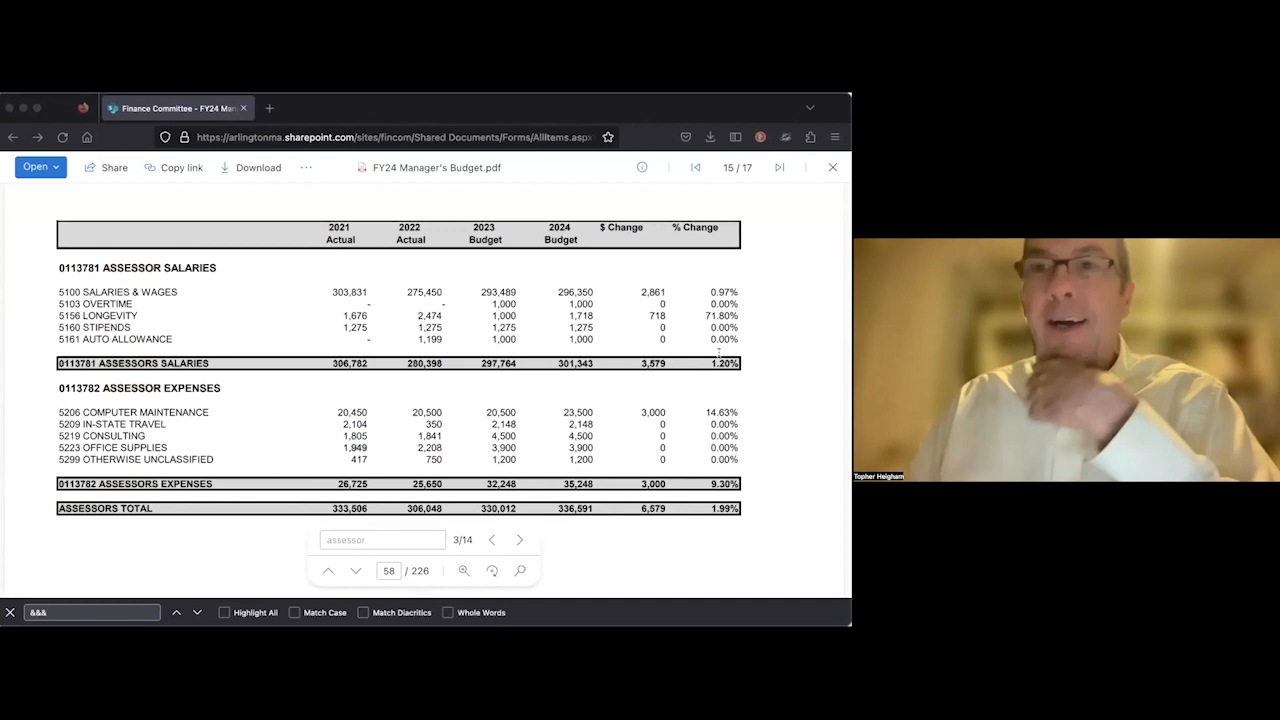 Finance Committee - FY24 Man
https://arlingtonma.sharepoint.com/sites/fincom/Shared Documents/Forms/AllItems.aspx
Open Share Copy link Download ... FY24 Manager's Budget.pdf 15 / 17
2021 2022 2023 2024 $ Change % Change
Actual Actual Budget Budget
0113781 ASSESSOR SALARIES
5100 SALARIES & WAGES 303,831 275,450 293,489 296,350 2,861 0.97%
5103 OVERTIME - - 1,000 1,000 0 0.00%
5156 LONGEVITY 1,676 2,474 1,000 1,718 718 71.80%
5160 STIPENDS 1,275 1,275 1,275 1,275 0 0.00%
5161 AUTO ALLOWANCE - 1,199 1,000 1,000 0 0.00%
0113781 ASSESSORS SALARIES 306,782 280,398 297,764 301,343 3,579 1.20%
0113782 ASSESSOR EXPENSES
5206 COMPUTER MAINTENANCE 20,450 20,500 20,500 23,500 3,000 14.63%
5209 IN-STATE TRAVEL 2,104 350 2,148 2,148 0 0.00%
5219 CONSULTING 1,805 1,841 4,500 4,500 0 0.00%
5223 OFFICE SUPPLIES 1,949 2,208 3,900 3,900 0 0.00%
5299 OTHERWISE UNCLASSIFIED 417 750 1,200 1,200 0 0.00%
0113782 ASSESSORS EXPENSES 26,725 25,650 32,248 35,248 3,000 9.30%
ASSESSORS TOTAL 333,506 306,048 330,012 336,591 6,579 1.99%
assessor 3/14
58 / 226
&&& Highlight All Match Case Match Diacritics Whole Words
Topher Heigham